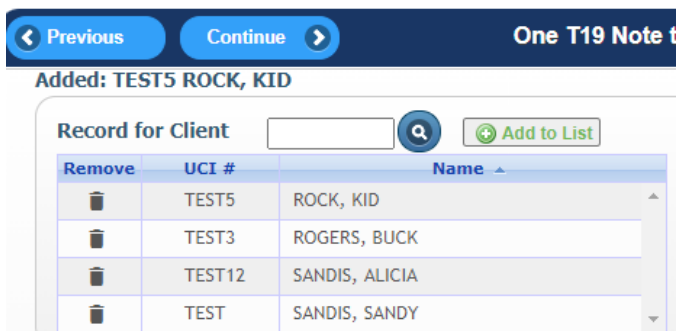 Previous Continue One T19 Note t
Added: TEST5 ROCK, KID
Record for Client Add to List
Remove UCI # Name
TEST5 ROCK, KID
TEST3 ROGERS, BUCK
TEST12 SANDIS, ALICIA
TEST SANDIS, SANDY